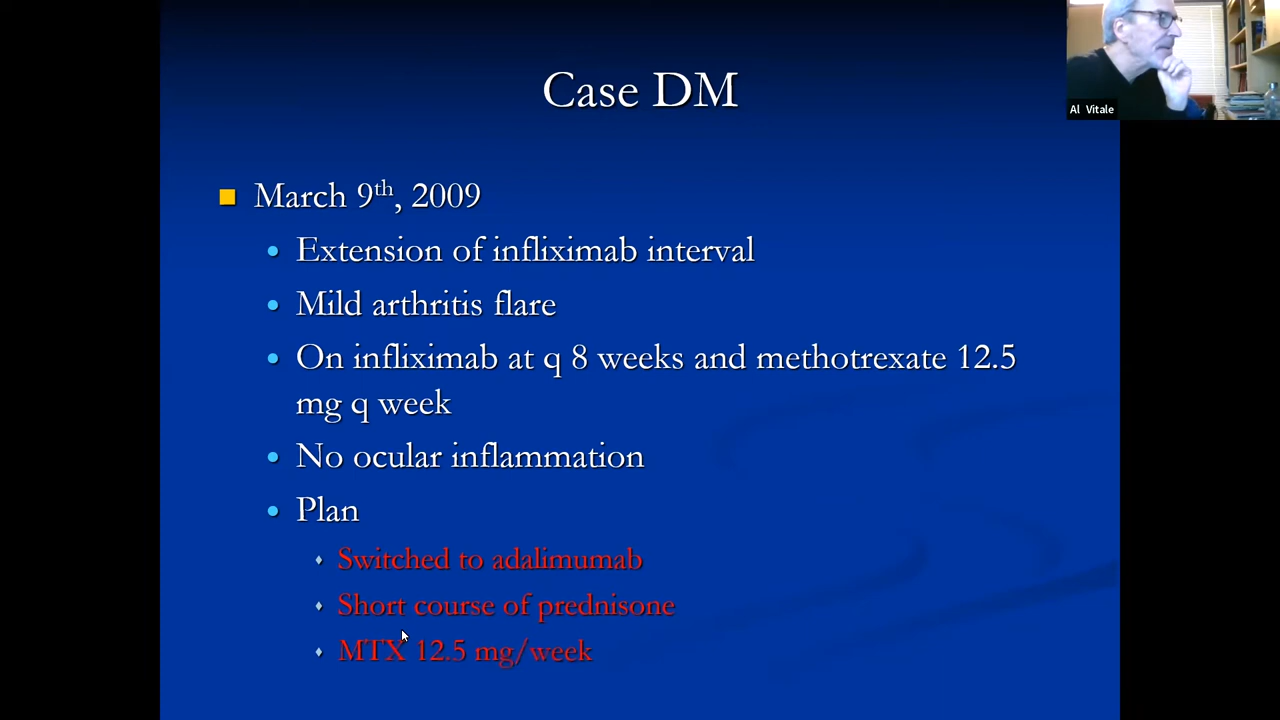 Case DM
Al Vitale
March 9th, 2009
Extension of infliximab interval
Mild arthritis flare
On infliximab at q 8 weeks and methotrexate 12.5
mg q week
No ocular inflammation
Plan
Switched to adalimumab
Short course of prednisone
MTX 12.5 mg/week